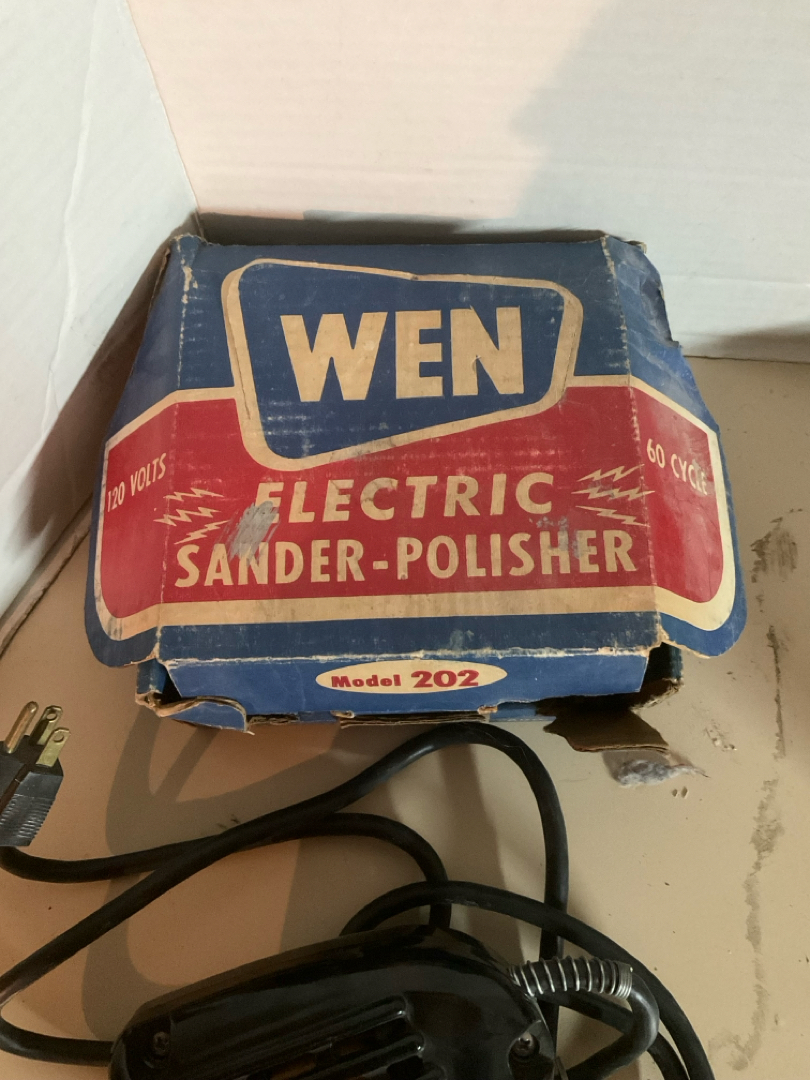 WEN
120 VOLTS
60 CYCLE
ELECTRIC
SANDER-POLISHER
Model 202